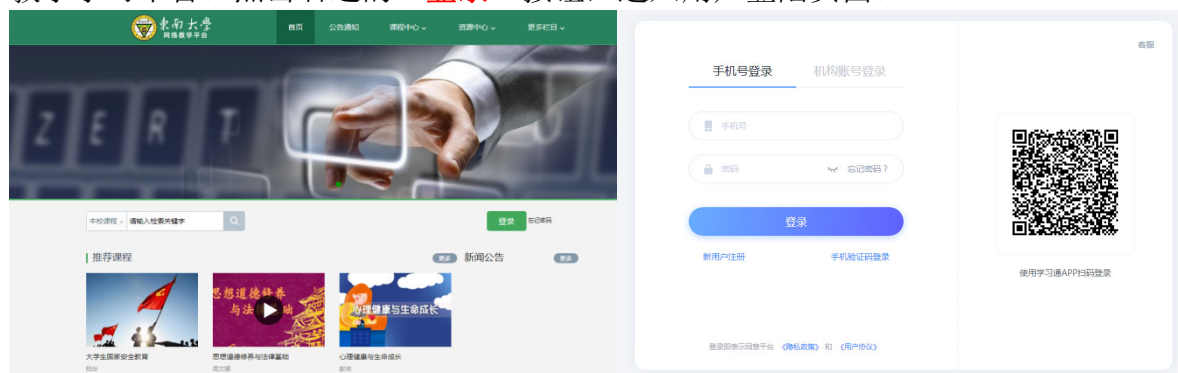 东南大学
网络教学平台
首页 公告通知 课程中心 资源中心 更多栏目
Z E R T
本校课程 请输入检索关键字
登录 忘记密码
推荐课程 更多
新闻公告 更多
思想道德修养
与法
础
心理健康与生命成长
大学生国家安全教育
思想道德修养与法律基础
心理健康与生命成长
客服
手机号登录 机构账号登录
手机号
密码 忘记密码？
登录
新用户注册 手机验证码登录
使用学习通APP扫码登录
登录即表示同意平台 《隐私政策》 和 《用户协议》